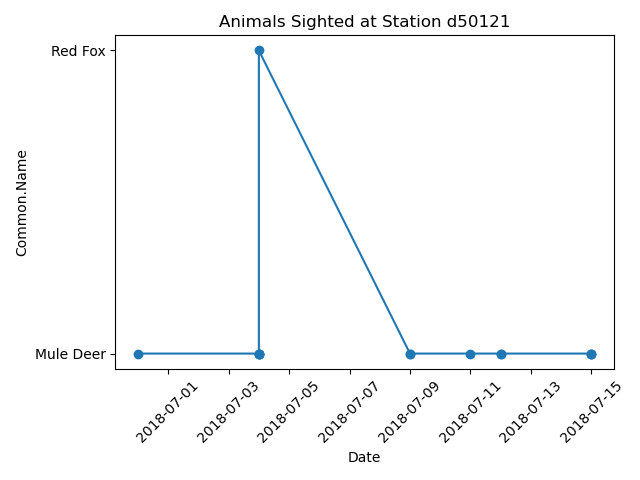 Animals Sighted at Station d50121
Red Fox
Common.Name
Mule Deer
2018-07-01
2018-07-03
2018-07-05
2018-07-07
2018-07-09
2018-07-11
2018-07-13
2018-07-15
Date